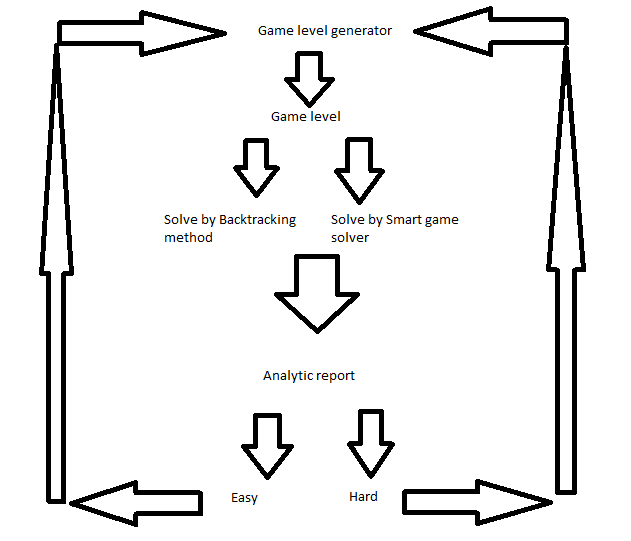 Game level generator
Game level
Solve by Backtracking
method
Solve by Smart game
solver
Analytic report
Easy
Hard